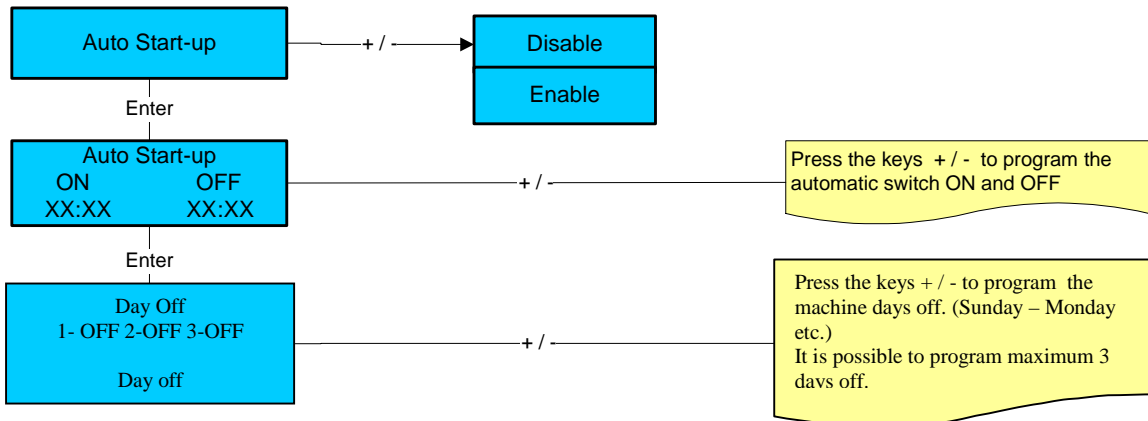 Auto Start-up
+ / -
Disable
Enable
Enter
Auto Start-up
ON OFF
XX:XX XX:XX
+ / -
Press the keys + / - to program the
automatic switch ON and OFF
Enter
Day Off
1- OFF 2-OFF 3-OFF
Day off
+ / -
Press the keys + / - to program the
machine days off. (Sunday – Monday
etc.)
It is possible to program maximum 3
days off.